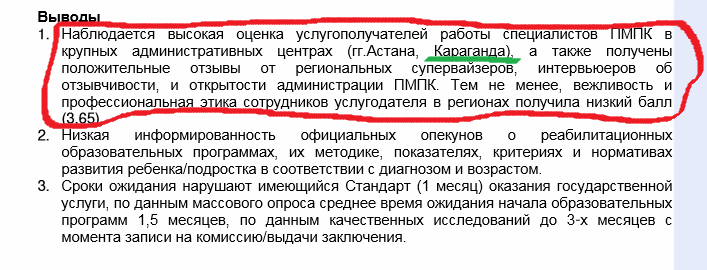 Выводы
1. Наблюдается высокая оценка услугополучателей работы специалистов ПМПК в
крупных административных центрах (гг.Астана, Караганда), а также получены
положительные отзывы от региональных супервайзеров, интервьюеров об
отзывчивости, и открытости администрации ПМПК. Тем не менее, вежливость и
профессиональная этика сотрудников услугодателя в регионах получила низкий балл
(3.65)
2. Низкая информированность официальных опекунов о реабилитационных
образовательных программах, их методике, показателях, критериях и нормативах
развития ребенка/подростка в соответствии с диагнозом и возрастом.
3. Сроки ожидания нарушают имеющийся Стандарт (1 месяц) оказания государственной
услуги, по данным массового опроса среднее время ожидания начала образовательных
программ 1,5 месяцев, по данным качественных исследований до 3-х месяцев с
момента записи на комиссию/выдачи заключения.